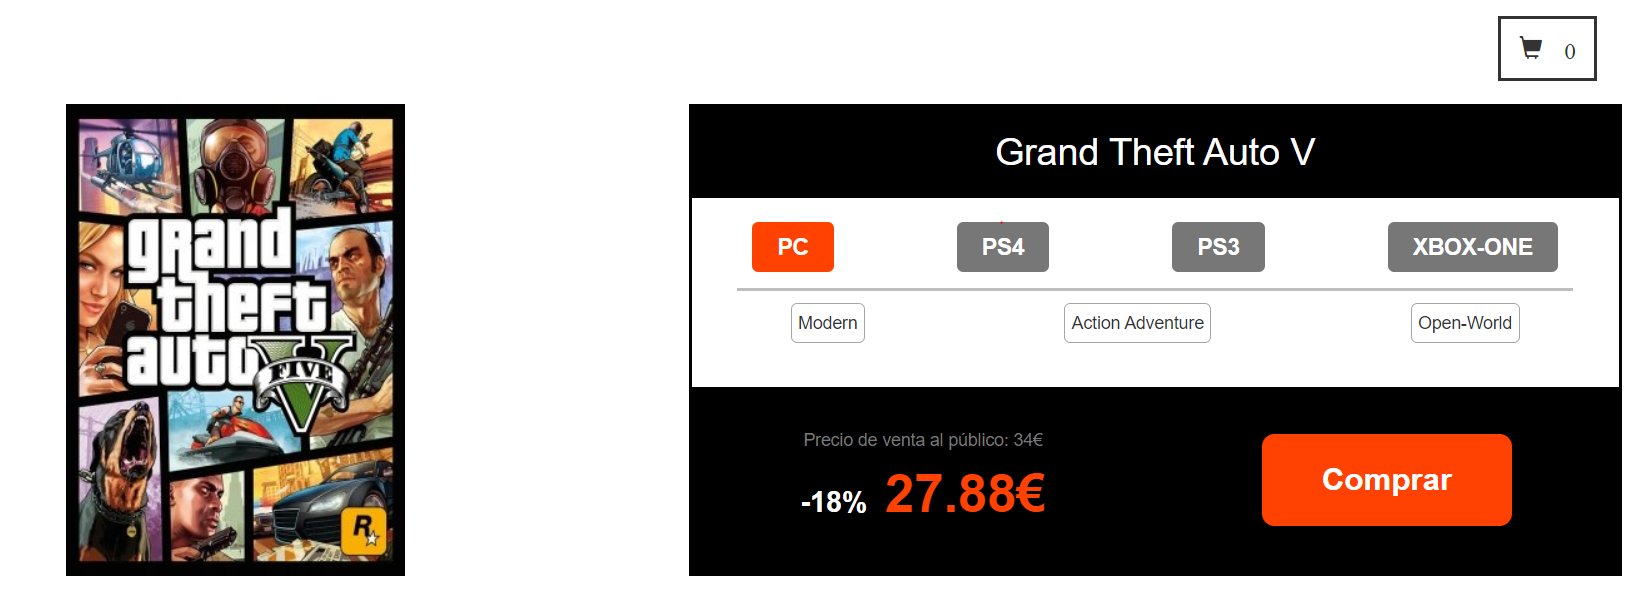 0
grand
theft
auto
FIVE
V
R
Grand Theft Auto V
PC PS4 PS3 XBOX-ONE
Modern Action Adventure Open-World
Precio de venta al público: 34€
-18% 27.88€
Comprar